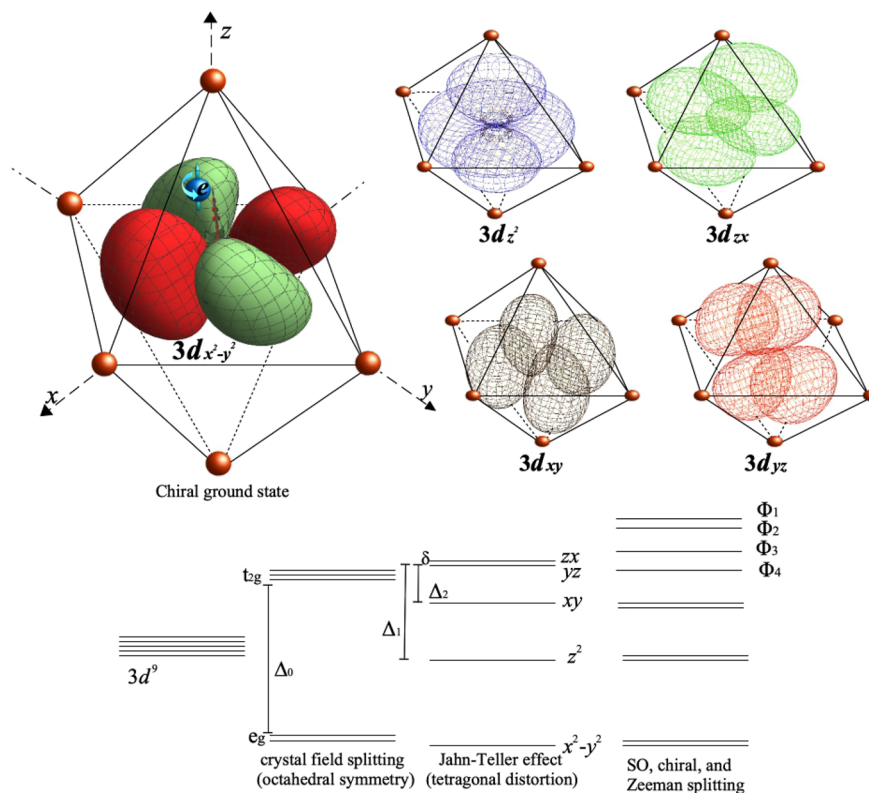 z
e
3dx²-y²
x
y
Chiral ground state
3dz²
3dzx
3dxy
3dyz
3d⁹
t2g
Δ0
eg
crystal field splitting
(octahedral symmetry)
δ
Δ1
Δ2
zx
yz
xy
z²
x²-y²
Jahn-Teller effect
(tetragonal distortion)
Φ1
Φ2
Φ3
Φ4
SO, chiral, and
Zeeman splitting